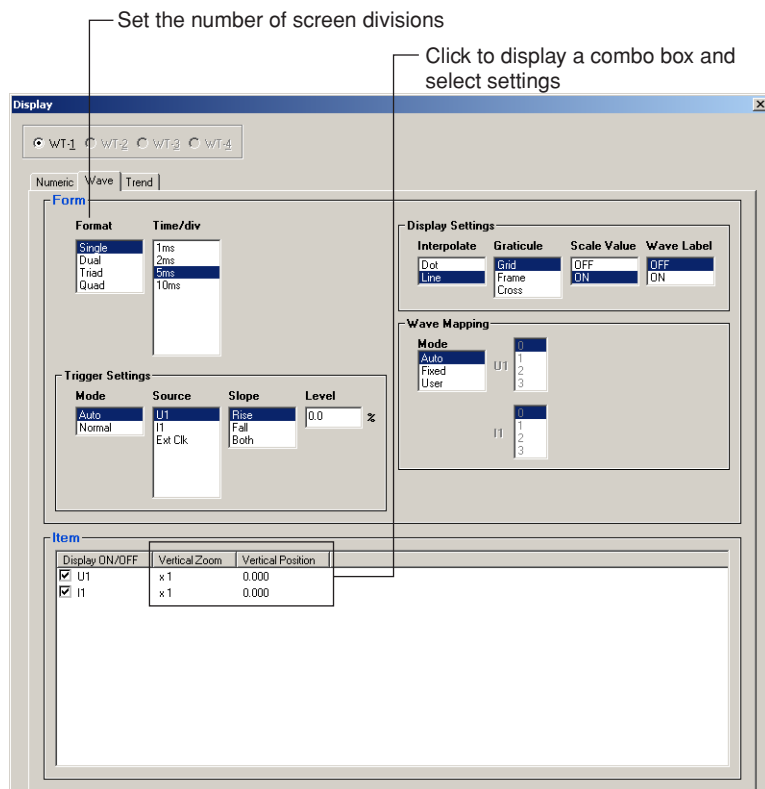 Set the number of screen divisions
Click to display a combo box and
select settings
Display
WT-1 WT-2 WT-3 WT-4
Numeric Wave Trend
Form
Format Time/div
Single
Dual
Triad
Quad
1ms
2ms
5ms
10ms
Display Settings
Interpolate Graticule Scale Value Wave Label
Dot
Line
Grid
Frame
Cross
OFF
ON
OFF
ON
Wave Mapping
Mode
Auto
Fixed
User
U1
0
1
2
3
I1
0
1
2
3
Trigger Settings
Mode Source Slope Level
Auto
Normal
U1
I1
Ext Clk
Rise
Fall
Both
0.0 %
Item
Display ON/OFF Vertical Zoom Vertical Position
U1 x 1 0.000
I1 x 1 0.000